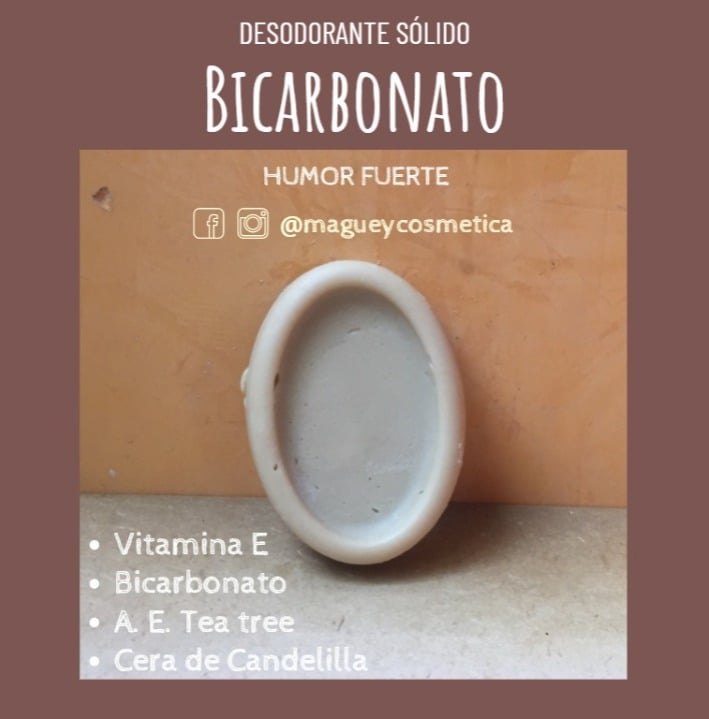 DESODORANTE SÓLIDO
BICARBONATO
HUMOR FUERTE
@magueycosmetica
• Vitamina E
• Bicarbonato
• A. E. Tea tree
• Cera de Candelilla